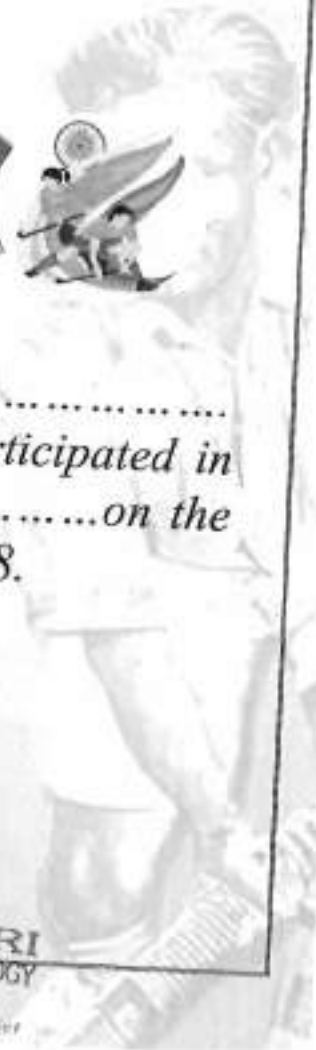 ....................
rticipated in
.........on the
8.
RI
OGY